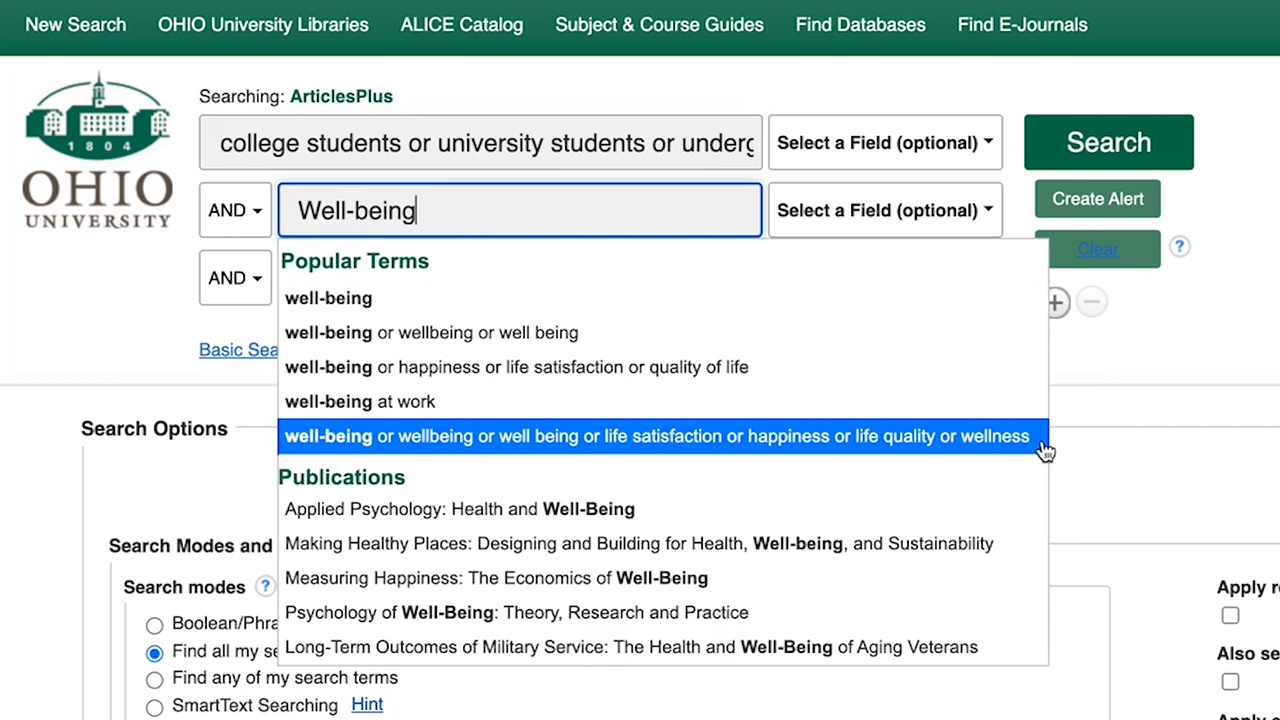 New Search OHIO University Libraries ALICE Catalog Subject & Course Guides Find Databases Find E-Journals
1804
OHIO
UNIVERSITY
Searching: ArticlesPlus
college students or university students or underg
Select a Field (optional)
Search
AND
Well-being
Select a Field (optional)
Create Alert
Clear
?
AND
Basic Sea
Popular Terms
well-being
well-being or wellbeing or well being
well-being or happiness or life satisfaction or quality of life
well-being at work
well-being or wellbeing or well being or life satisfaction or happiness or life quality or wellness
Publications
Applied Psychology: Health and Well-Being
Making Healthy Places: Designing and Building for Health, Well-being, and Sustainability
Measuring Happiness: The Economics of Well-Being
Psychology of Well-Being: Theory, Research and Practice
Long-Term Outcomes of Military Service: The Health and Well-Being of Aging Veterans
Search Options
Search Modes and
Search modes ?
Boolean/Phra
Find all my se
Find any of my search terms
SmartText Searching Hint
Apply r
Also se